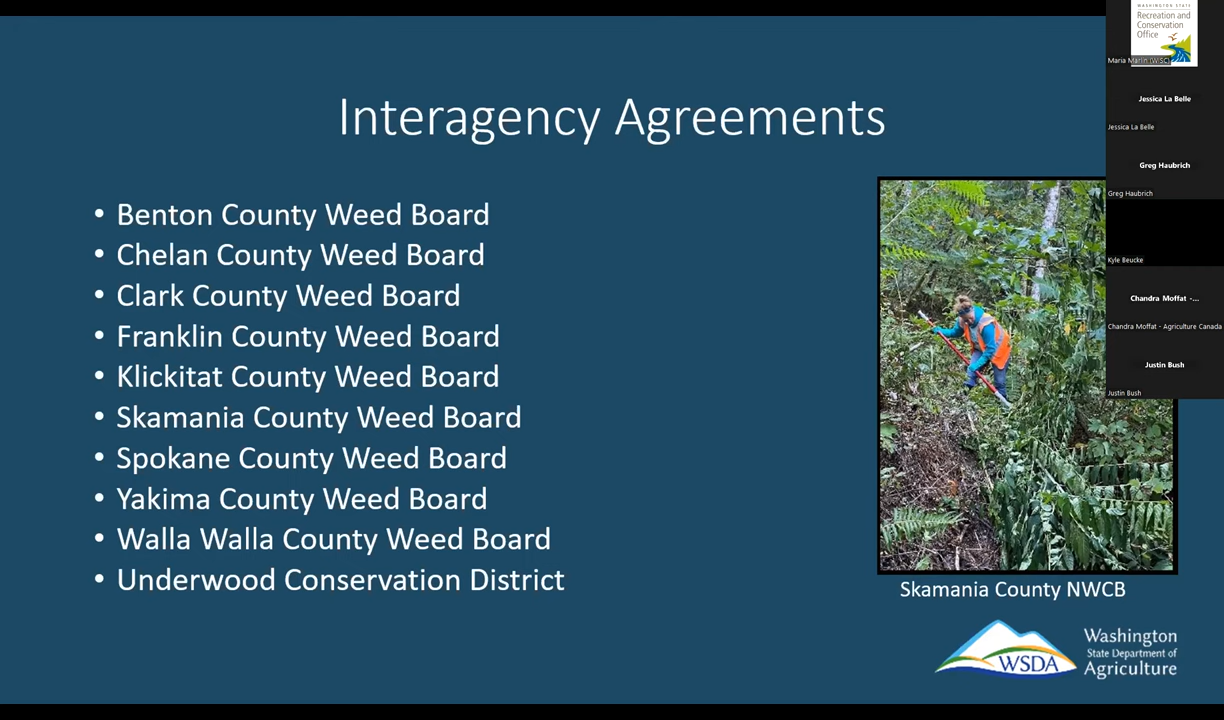 Interagency Agreements
• Benton County Weed Board
• Chelan County Weed Board
• Clark County Weed Board
• Franklin County Weed Board
• Klickitat County Weed Board
• Skamania County Weed Board
• Spokane County Weed Board
• Yakima County Weed Board
• Walla Walla County Weed Board
• Underwood Conservation District
Skamania County NWCB
WSDA
Washington
State Department of
Agriculture
WASHINGTON STATE
Recreation and
Conservation
Office
Maria Marlin (WISC)
Jessica La Belle
Jessica La Belle
Greg Haubrich
Greg Haubrich
Kyle Beucke
Chandra Moffat -...
Chandra Moffat - Agriculture Canada
Justin Bush
Justin Bush